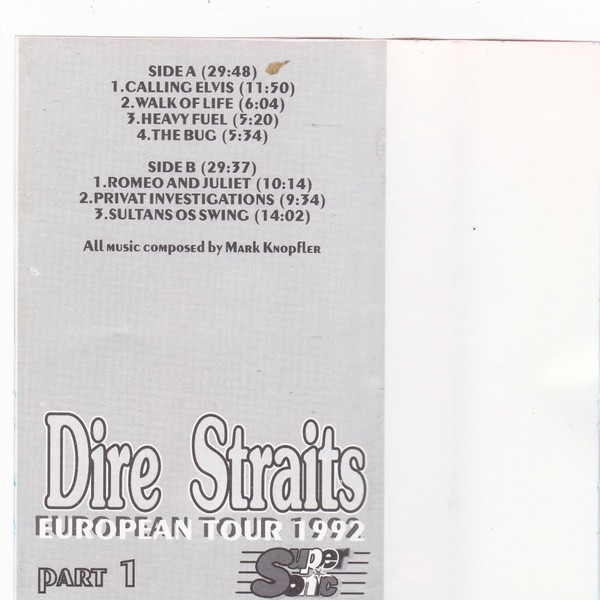 SIDE A (29:48)
1.CALLING ELVIS (11:50)
2.WALK OF LIFE (6:04)
3.HEAVY FUEL (5:20)
4.THE BUG (5:34)
SIDE B (29:37)
1.ROMEO AND JULIET (10:14)
2.PRIVAT INVESTIGATIONS (9:34)
3.SULTANS OS SWING (14:02)
All music composed by Mark Knopfler
Dire Straits
EUROPEAN TOUR 1992
PART 1
Super
Sonic